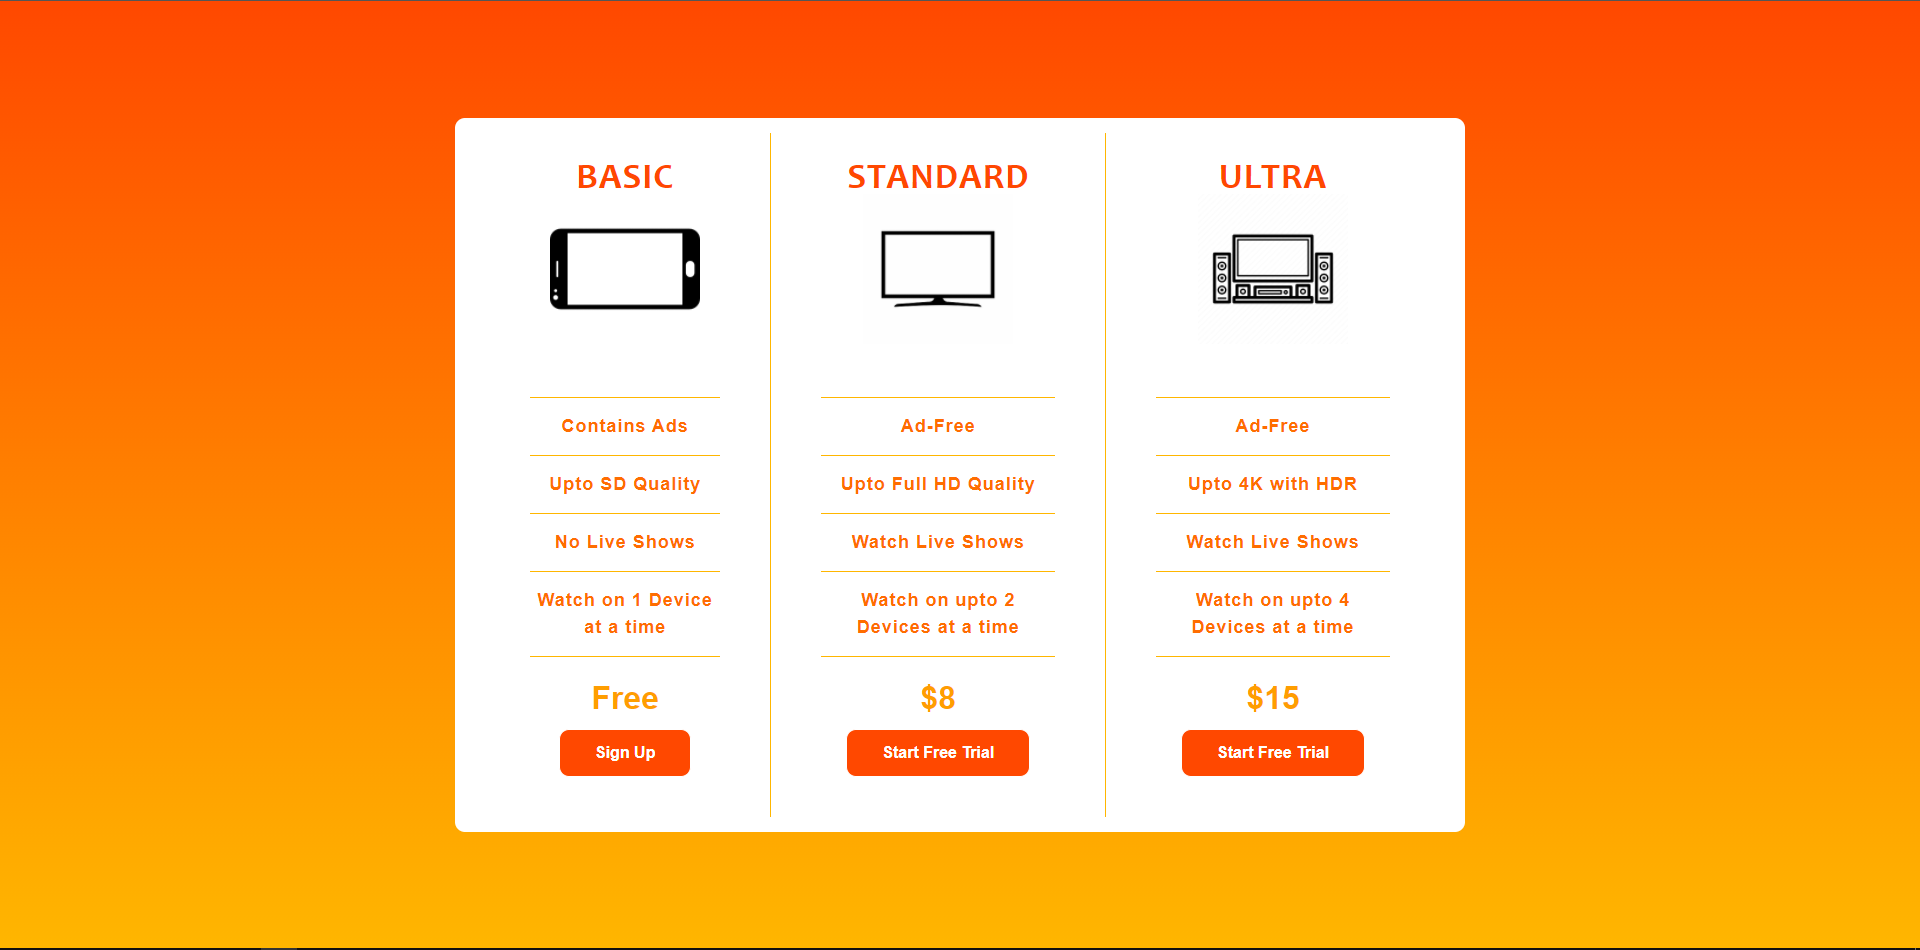 BASIC
Contains Ads
Upto SD Quality
No Live Shows
Watch on 1 Device
at a time
Free
Sign Up
STANDARD
Ad-Free
Upto Full HD Quality
Watch Live Shows
Watch on upto 2
Devices at a time
$8
Start Free Trial
ULTRA
Ad-Free
Upto 4K with HDR
Watch Live Shows
Watch on upto 4
Devices at a time
$15
Start Free Trial